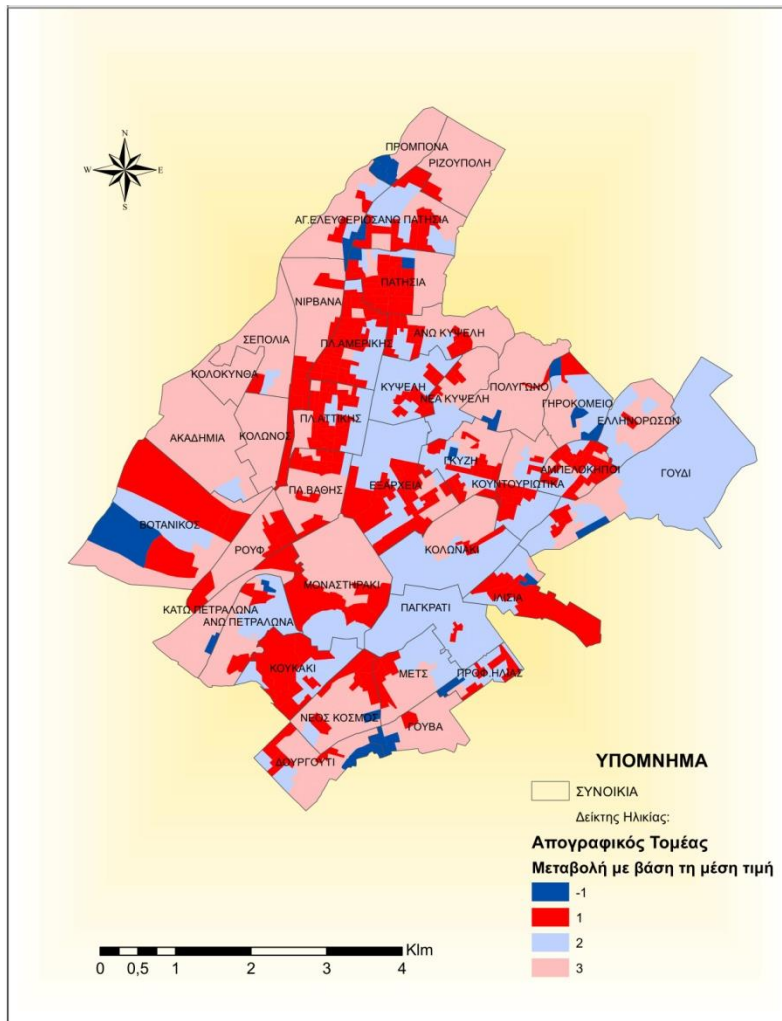 N
W E
S
ΠΡΟΜΠΟΝΑ
ΡΙΖΟΥΠΟΛΗ
ΑΓ.ΕΛΕΥΘΕΡΙΟΣ
ΑΝΩ ΠΑΤΗΣΙΑ
ΠΑΤΗΣΙΑ
ΝΙΡΒΑΝΑ
ΑΝΩ ΚΥΨΕΛΗ
ΣΕΠΟΛΙΑ
ΠΛ.ΑΜΕΡΙΚΗΣ
ΚΟΛΟΚΥΝΘΑ
ΚΥΨΕΛΗ
ΠΟΛΥΓΩΝΟ
ΝΕΑ ΚΥΨΕΛΗ
ΓΗΡΟΚΟΜΕΙΟ
ΠΛ.ΑΤΤΙΚΗΣ
ΕΛΛΗΝΟΡΩΣΩΝ
ΑΚΑΔΗΜΙΑ
ΚΟΛΩΝΟΣ
ΓΚΥΖΗ
ΑΜΠΕΛΟΚΗΠΟΙ
ΓΟΥΔΙ
ΠΛ.ΒΑΘΗΣ
ΕΞΑΡΧΕΙΑ
ΚΟΥΝΤΟΥΡΙΩΤΙΚΑ
ΒΟΤΑΝΙΚΟΣ
ΡΟΥΦ
ΚΟΛΩΝΑΚΙ
ΜΟΝΑΣΤΗΡΑΚΙ
ΙΛΙΣΙΑ
ΚΑΤΩ ΠΕΤΡΑΛΩΝΑ
ΠΑΓΚΡΑΤΙ
ΑΝΩ ΠΕΤΡΑΛΩΝΑ
ΚΟΥΚΑΚΙ
ΜΕΤΣ
ΠΡΟΦ.ΗΛΙΑΣ
ΝΕΟΣ ΚΟΣΜΟΣ
ΓΟΥΒΑ
ΔΟΥΡΓΟΥΤΙ
ΥΠΟΜΝΗΜΑ
ΣΥΝΟΙΚΙΑ
Δείκτης Ηλικίας:
Απογραφικός Τομέας
Μεταβολή με βάση τη μέση τιμή
-1
1
2
3
Klm
0 0,5 1 2 3 4